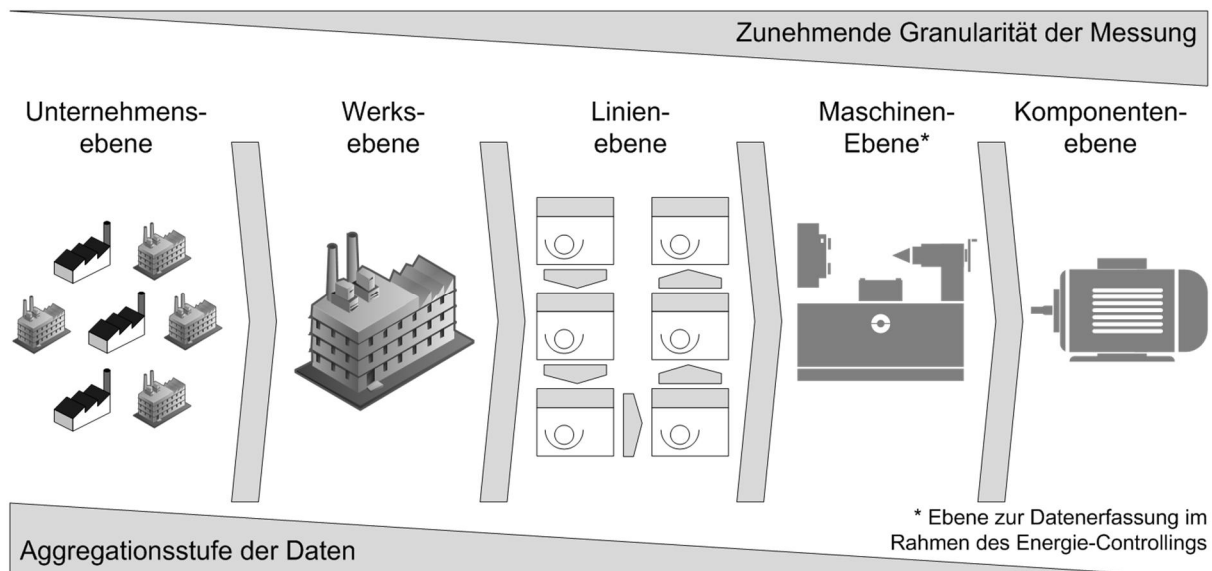 Zunehmende Granularität der Messung
Unternehmens-
ebene
Werks-
ebene
Linien-
ebene
Maschinen-
Ebene*
Komponenten-
ebene
* Ebene zur Datenerfassung im
Rahmen des Energie-Controllings
Aggregationsstufe der Daten